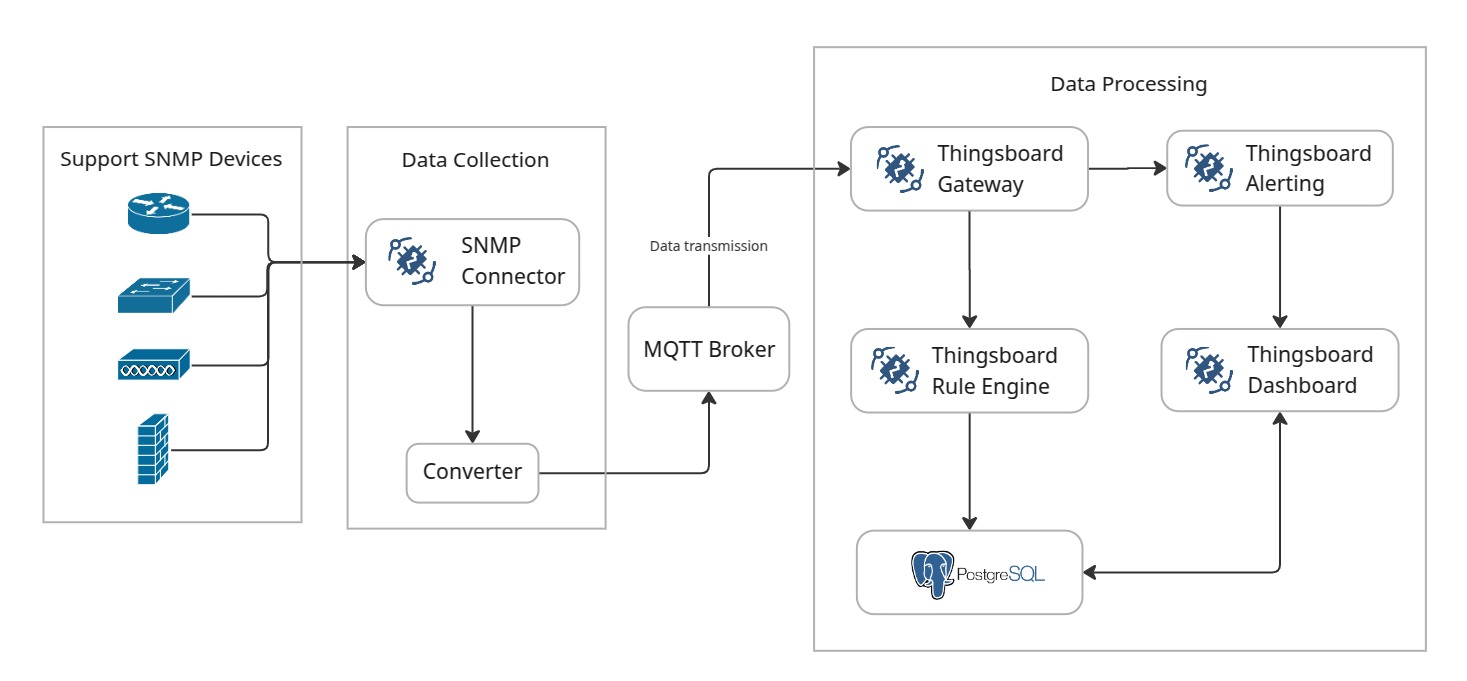 Support SNMP Devices
Data Collection
SNMP
Connector
Converter
Data transmission
MQTT Broker
Data Processing
Thingsboard
Gateway
Thingsboard
Alerting
Thingsboard
Rule Engine
Thingsboard
Dashboard
PostgreSQL